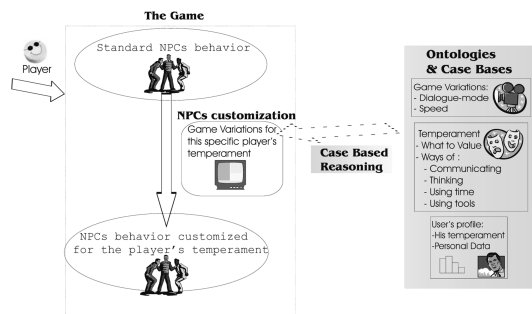 The Game
Player
Standard NPCs behavior
NPCs customization
Game Variations for
this specific player's
temperament
Case Based
Reasoning
NPCs behavior customized
for the player's temperament
Ontologies
& Case Bases
Game Variations:
- Dialogue-mode
- Speed
Temperament
- What to Value
- Ways of :
- Communicating
- Thinking
- Using time
- Using tools
User's profile:
-His temperament
-Personal Data